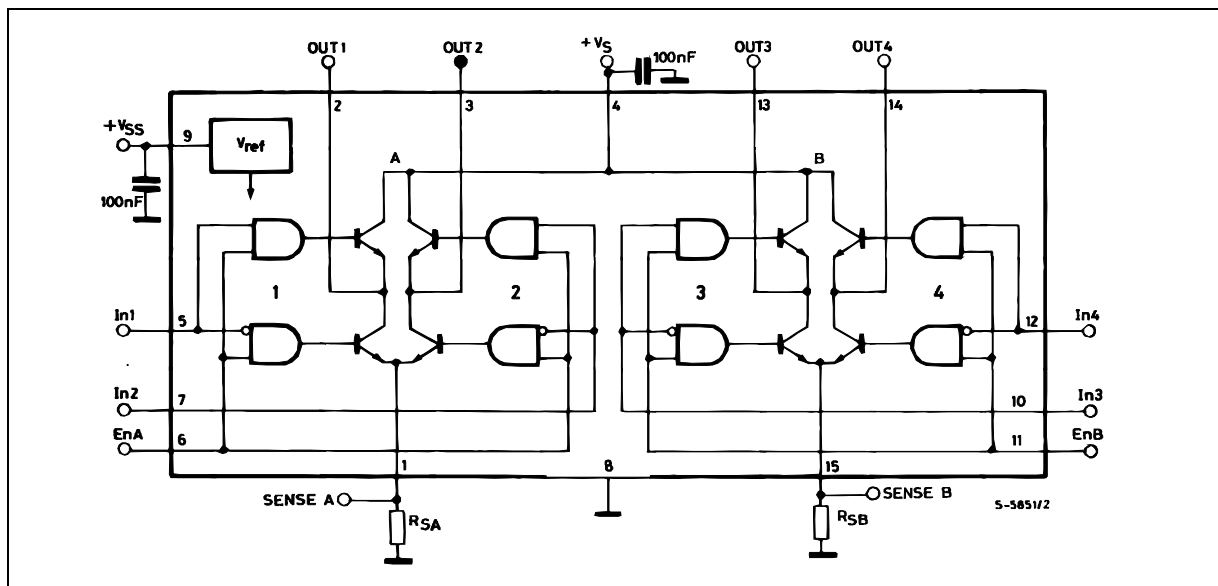 OUT1 OUT2 +VS 100nF OUT3 OUT4
2 3 4 13 14
+VSS 9 Vref A B
100nF
1 2 3 4
In1 5 12 In4
In2 7 10 In3
EnA 6 11 EnB
1 8 15
SENSE A SENSE B
RSA RSB S-5851/2